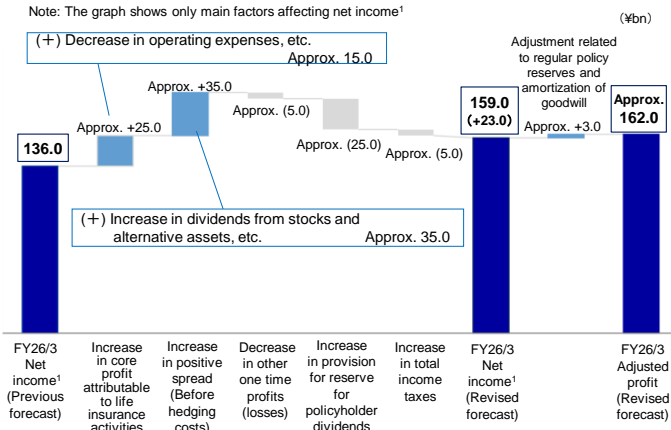 Note: The graph shows only main factors affecting net income¹
(¥bn)
(+) Decrease in operating expenses, etc.
Approx. 15.0
Adjustment related
to regular policy
reserves and
amortization of
goodwill
Approx. +35.0
Approx. (5.0)
159.0
(+23.0)
Approx.
162.0
Approx. +25.0
Approx. +3.0
136.0
Approx. (25.0)
Approx. (5.0)
(+) Increase in dividends from stocks and
alternative assets, etc.
Approx. 35.0
FY26/3
Net
income¹
(Previous
forecast)
Increase
in core
profit
attributable
to life
insurance
activities
Increase
in positive
spread
(Before
hedging
costs)
Decrease
in other
one time
profits
(losses)
Increase
in provision
for reserve
for
policyholder
dividends
Increase
in total
income
taxes
FY26/3
Net
income¹
(Revised
forecast)
FY26/3
Adjusted
profit
(Revised
forecast)